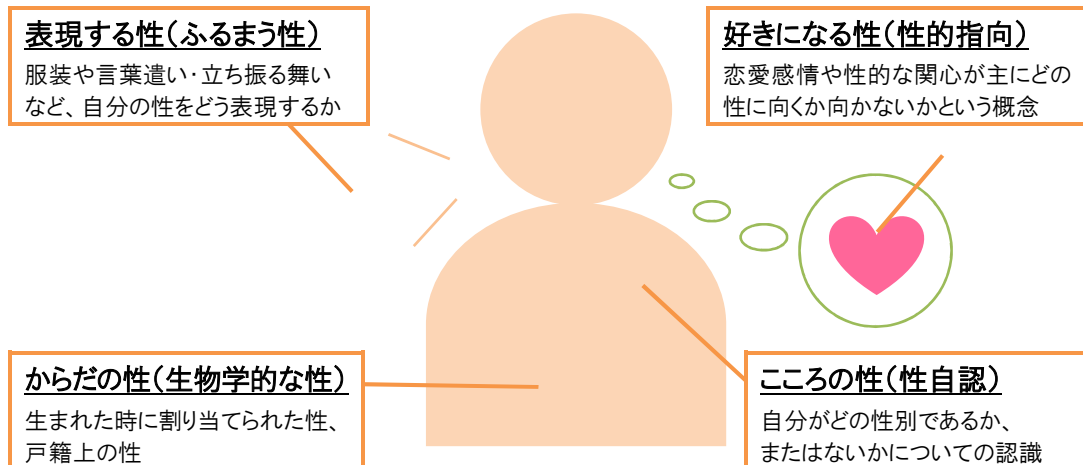 表現する性(ふるまう性)
服装や言葉遣い・立ち振る舞い
など、自分の性をどう表現するか
好きになる性(性的指向)
恋愛感情や性的な関心が主にどの
性に向くか向かないかという概念
からだの性(生物学的な性)
生まれた時に割り当てられた性、
戸籍上の性
こころの性(性自認)
自分がどの性別であるか、
またはないかについての認識